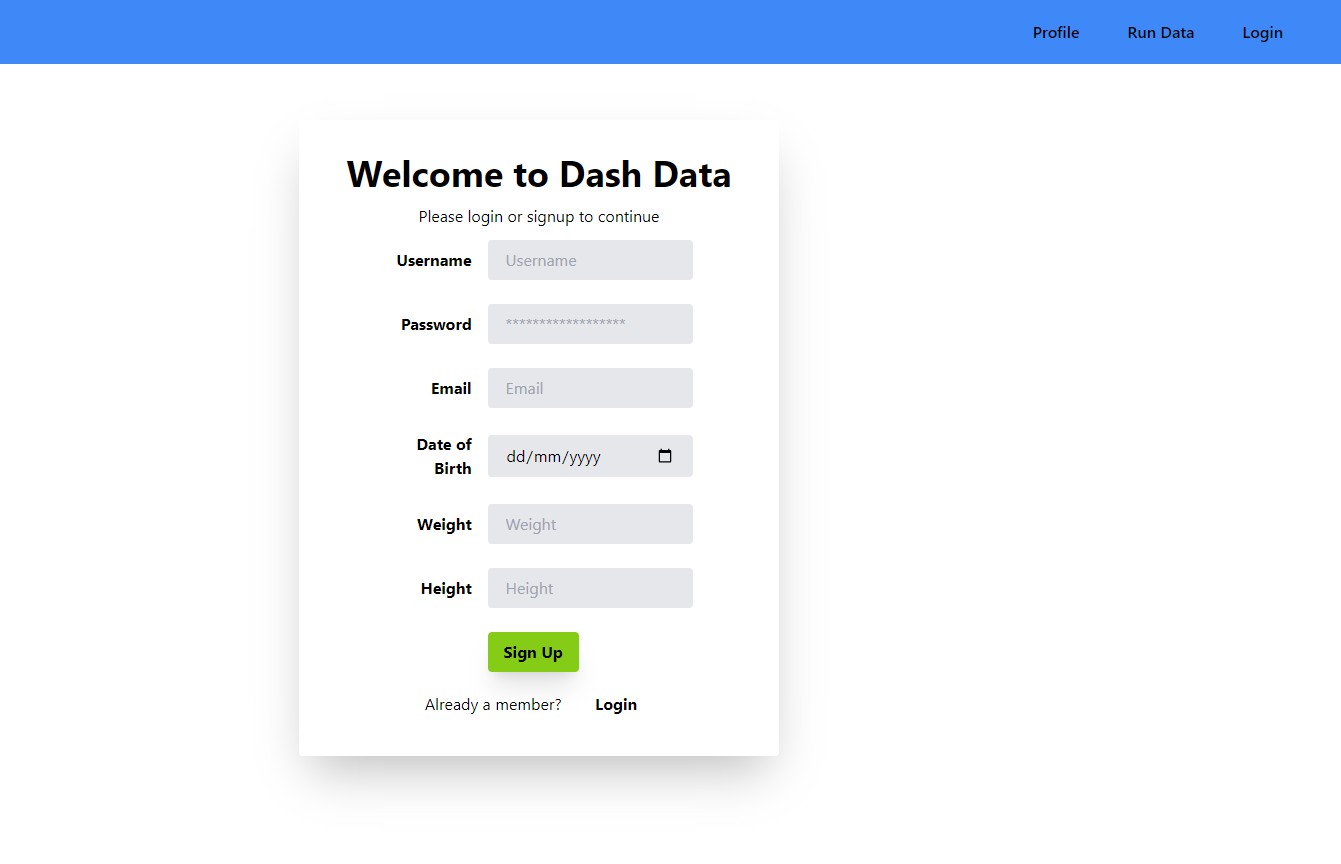 Profile Run Data Login
Welcome to Dash Data
Please login or signup to continue
Username Username
Password ******************
Email Email
Date of
Birth dd/mm/yyyy
Weight Weight
Height Height
Sign Up
Already a member? Login